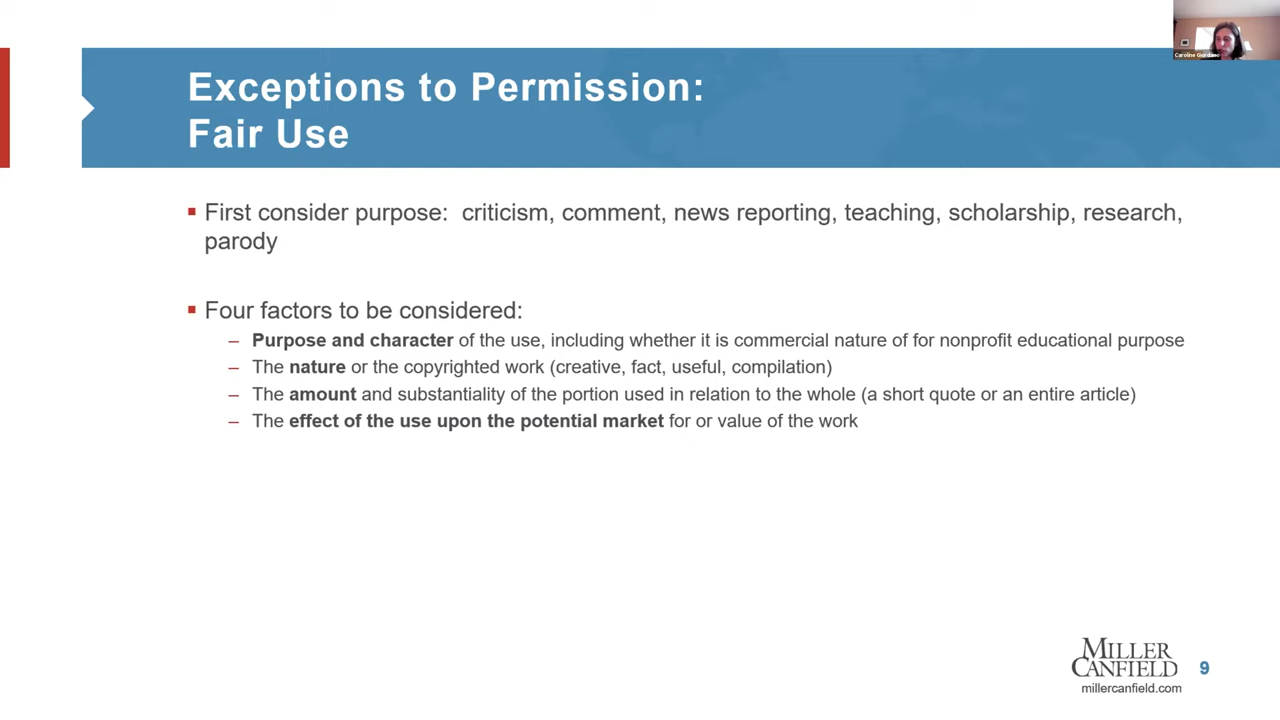 Caroline Giordano
Exceptions to Permission:
Fair Use
▪ First consider purpose: criticism, comment, news reporting, teaching, scholarship, research,
parody
▪ Four factors to be considered:
– Purpose and character of the use, including whether it is commercial nature of for nonprofit educational purpose
– The nature or the copyrighted work (creative, fact, useful, compilation)
– The amount and substantiality of the portion used in relation to the whole (a short quote or an entire article)
– The effect of the use upon the potential market for or value of the work
MILLER
CANFIELD
millercanfield.com
9